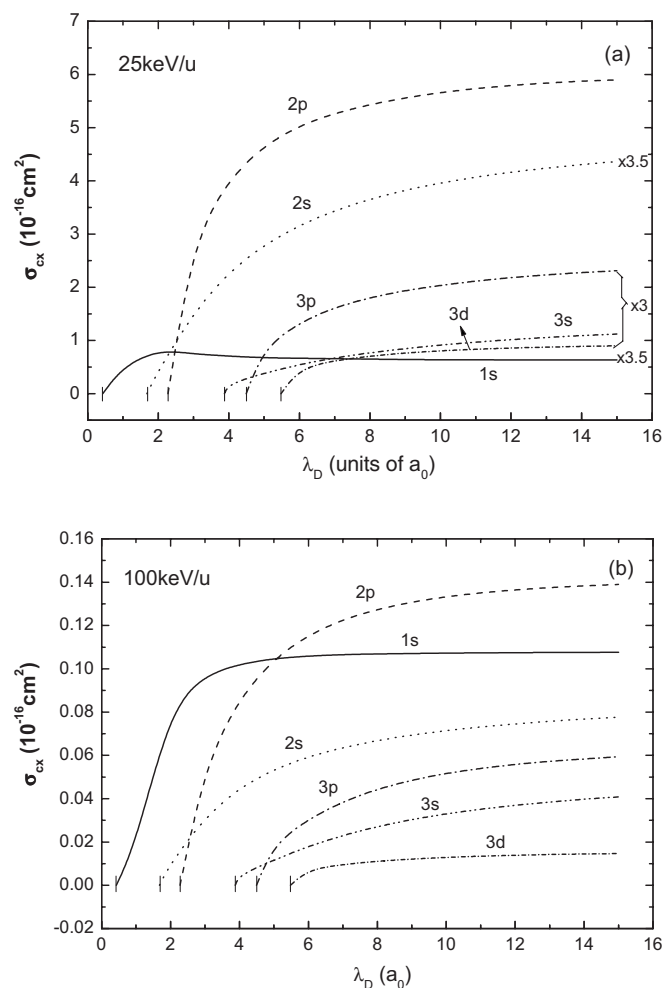 25keV/u
(a)
6
5
4
3
2
1
0
σcx (10⁻¹⁶cm²)
2p
2s
x3.5
3p
3d
3s
x3
x3.5
1s
0 2 4 6 8 10 12 14 16
λD (units of a₀)
100keV/u
(b)
0.16
0.14
0.12
0.10
0.08
0.06
0.04
0.02
0.00
-0.02
σcx (10⁻¹⁶cm²)
2p
1s
2s
3p
3s
3d
0 2 4 6 8 10 12 14 16
λD (a₀)